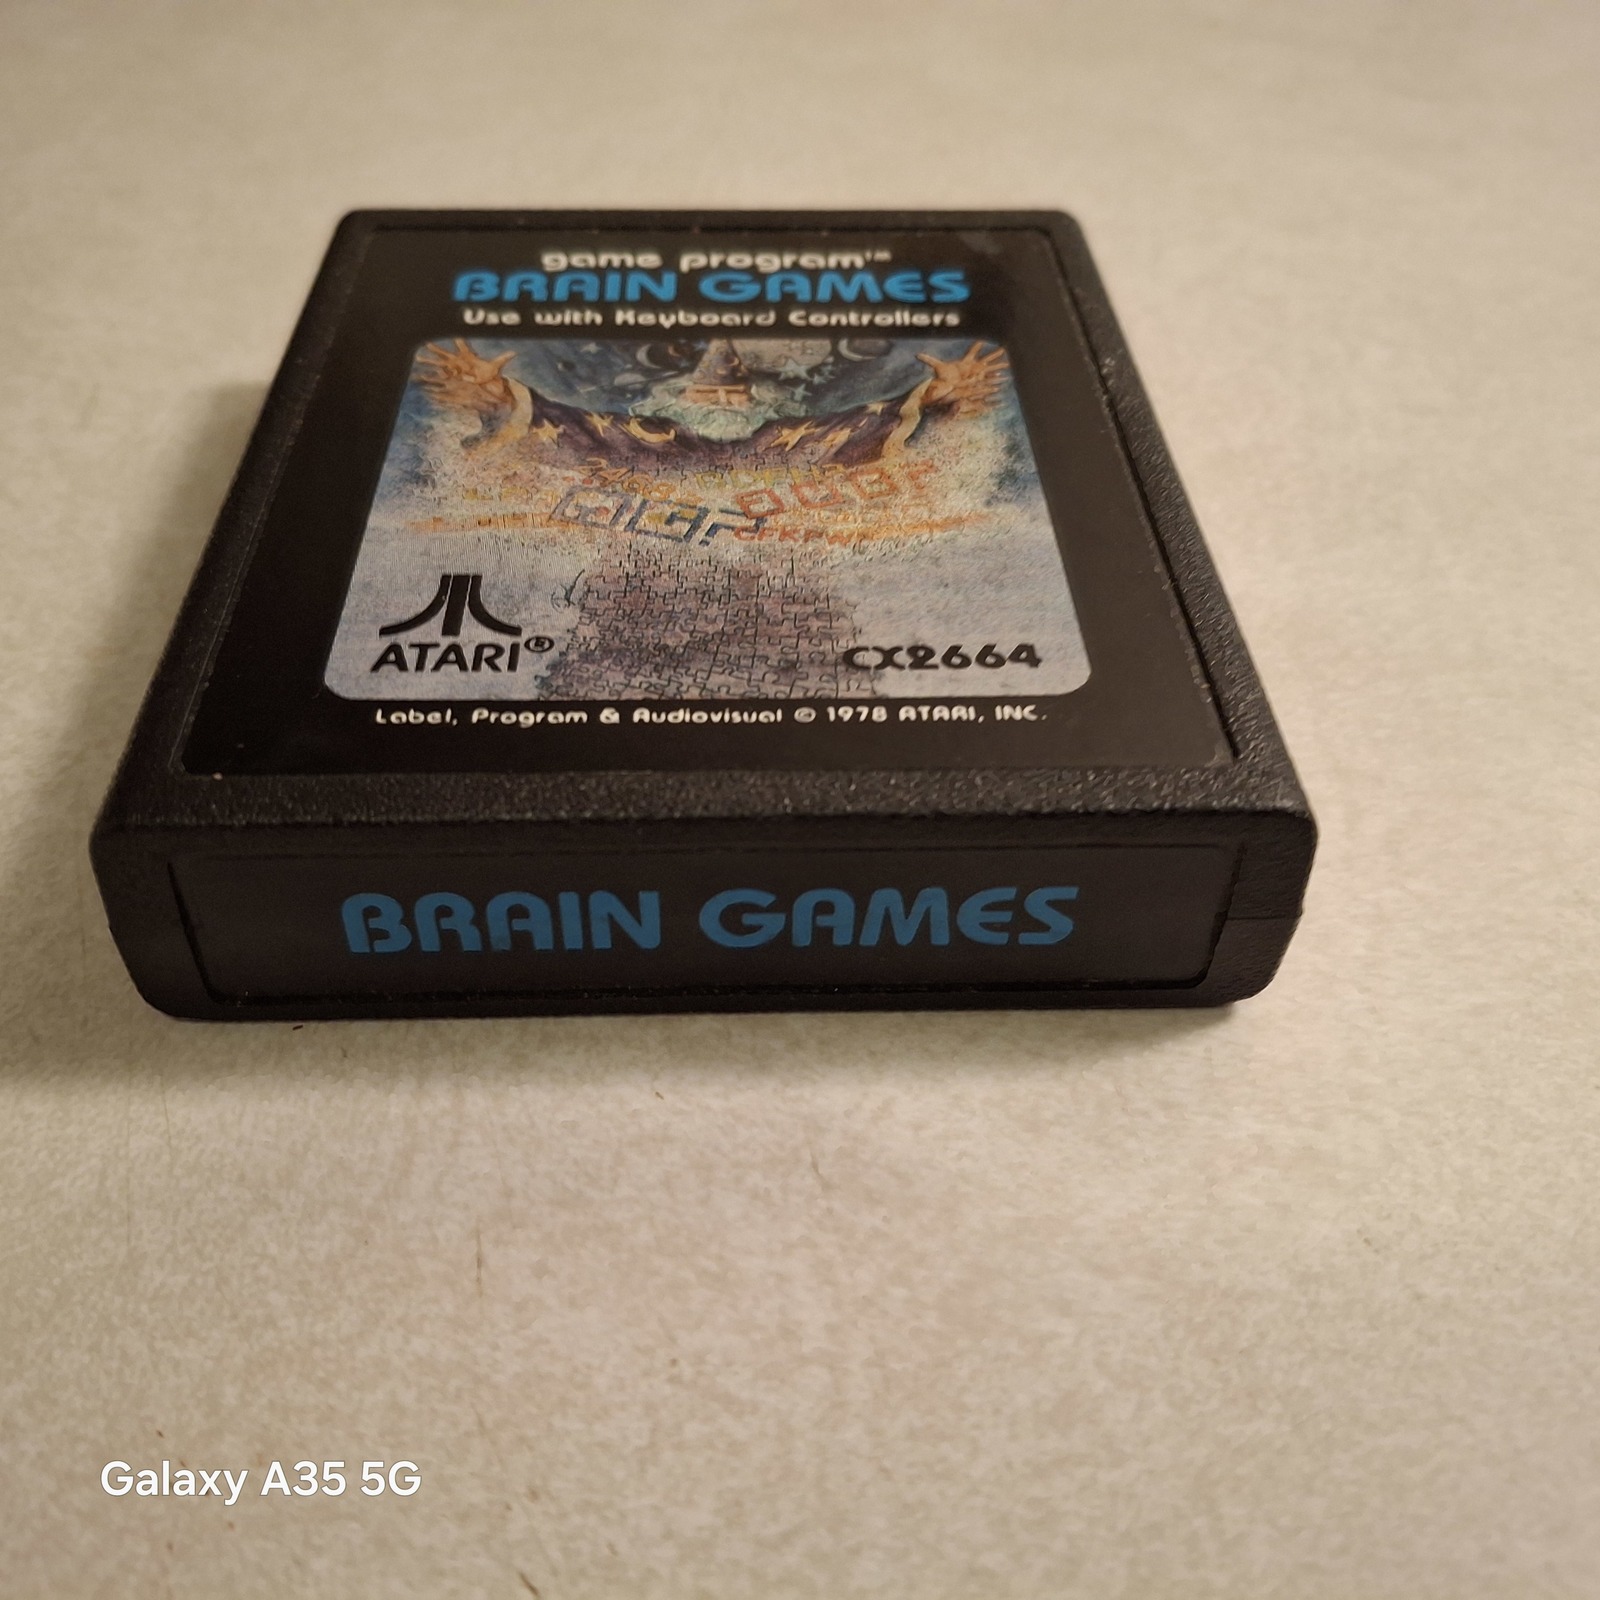 game program™
BRAIN GAMES
Use with Keyboard Controllers
ATARI®
CX2664
Label, Program & Audiovisual © 1978 ATARI, INC.
BRAIN GAMES
Galaxy A35 5G